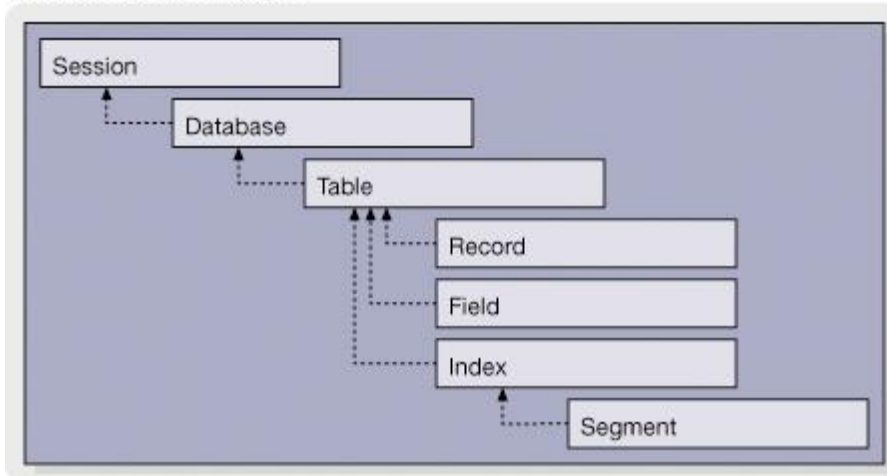 Session
Database
Table
Record
Field
Index
Segment